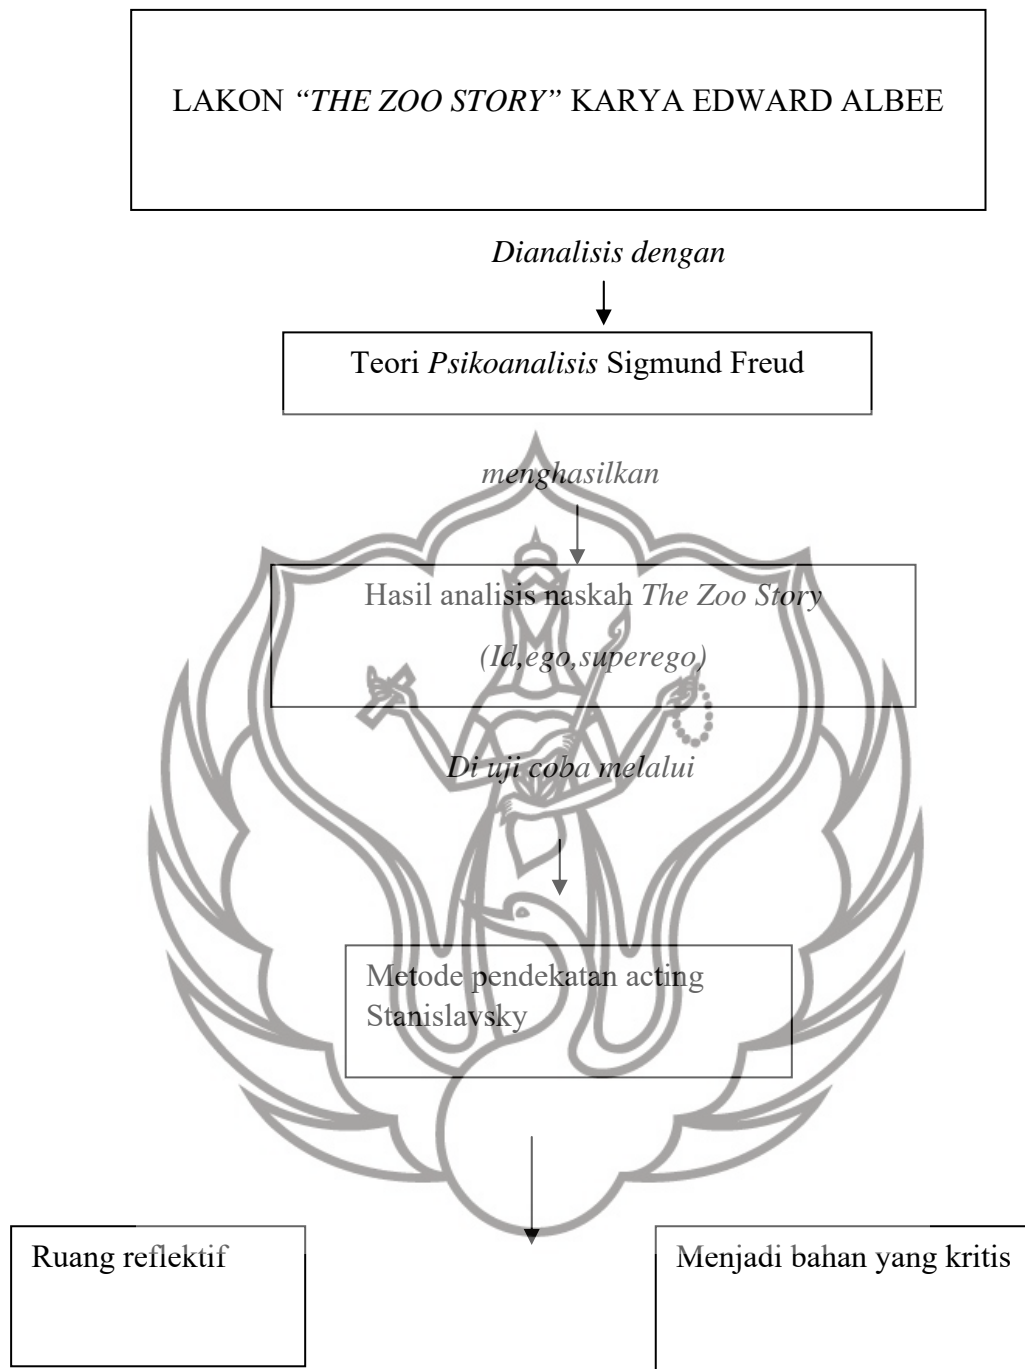 LAKON “THE ZOO STORY” KARYA EDWARD ALBEE
Dianalisis dengan
Teori Psikoanalisis Sigmund Freud
menghasilkan
Hasil analisis naskah The Zoo Story
(Id,ego,superego)
Di uji coba melalui
Metode pendekatan acting
Stanislavsky
Ruang reflektif
Menjadi bahan yang kritis